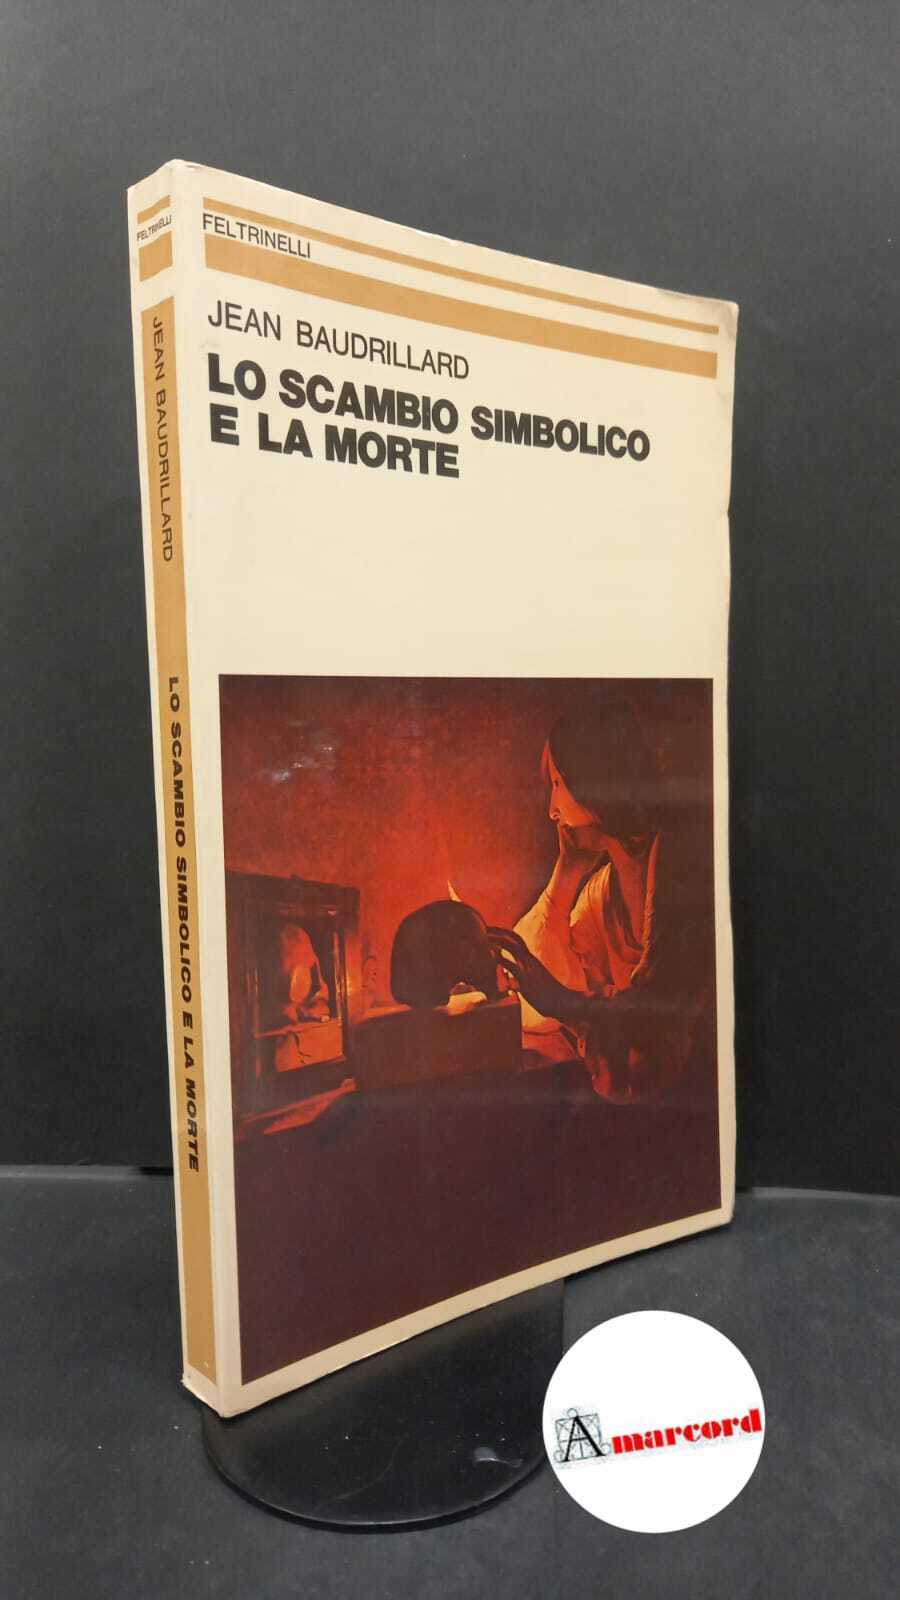 FELTRINELLI
JEAN BAUDRILLARD
LO SCAMBIO SIMBOLICO E LA MORTE
FELTRINELLI
JEAN BAUDRILLARD
LO SCAMBIO SIMBOLICO
E LA MORTE
Amarcord